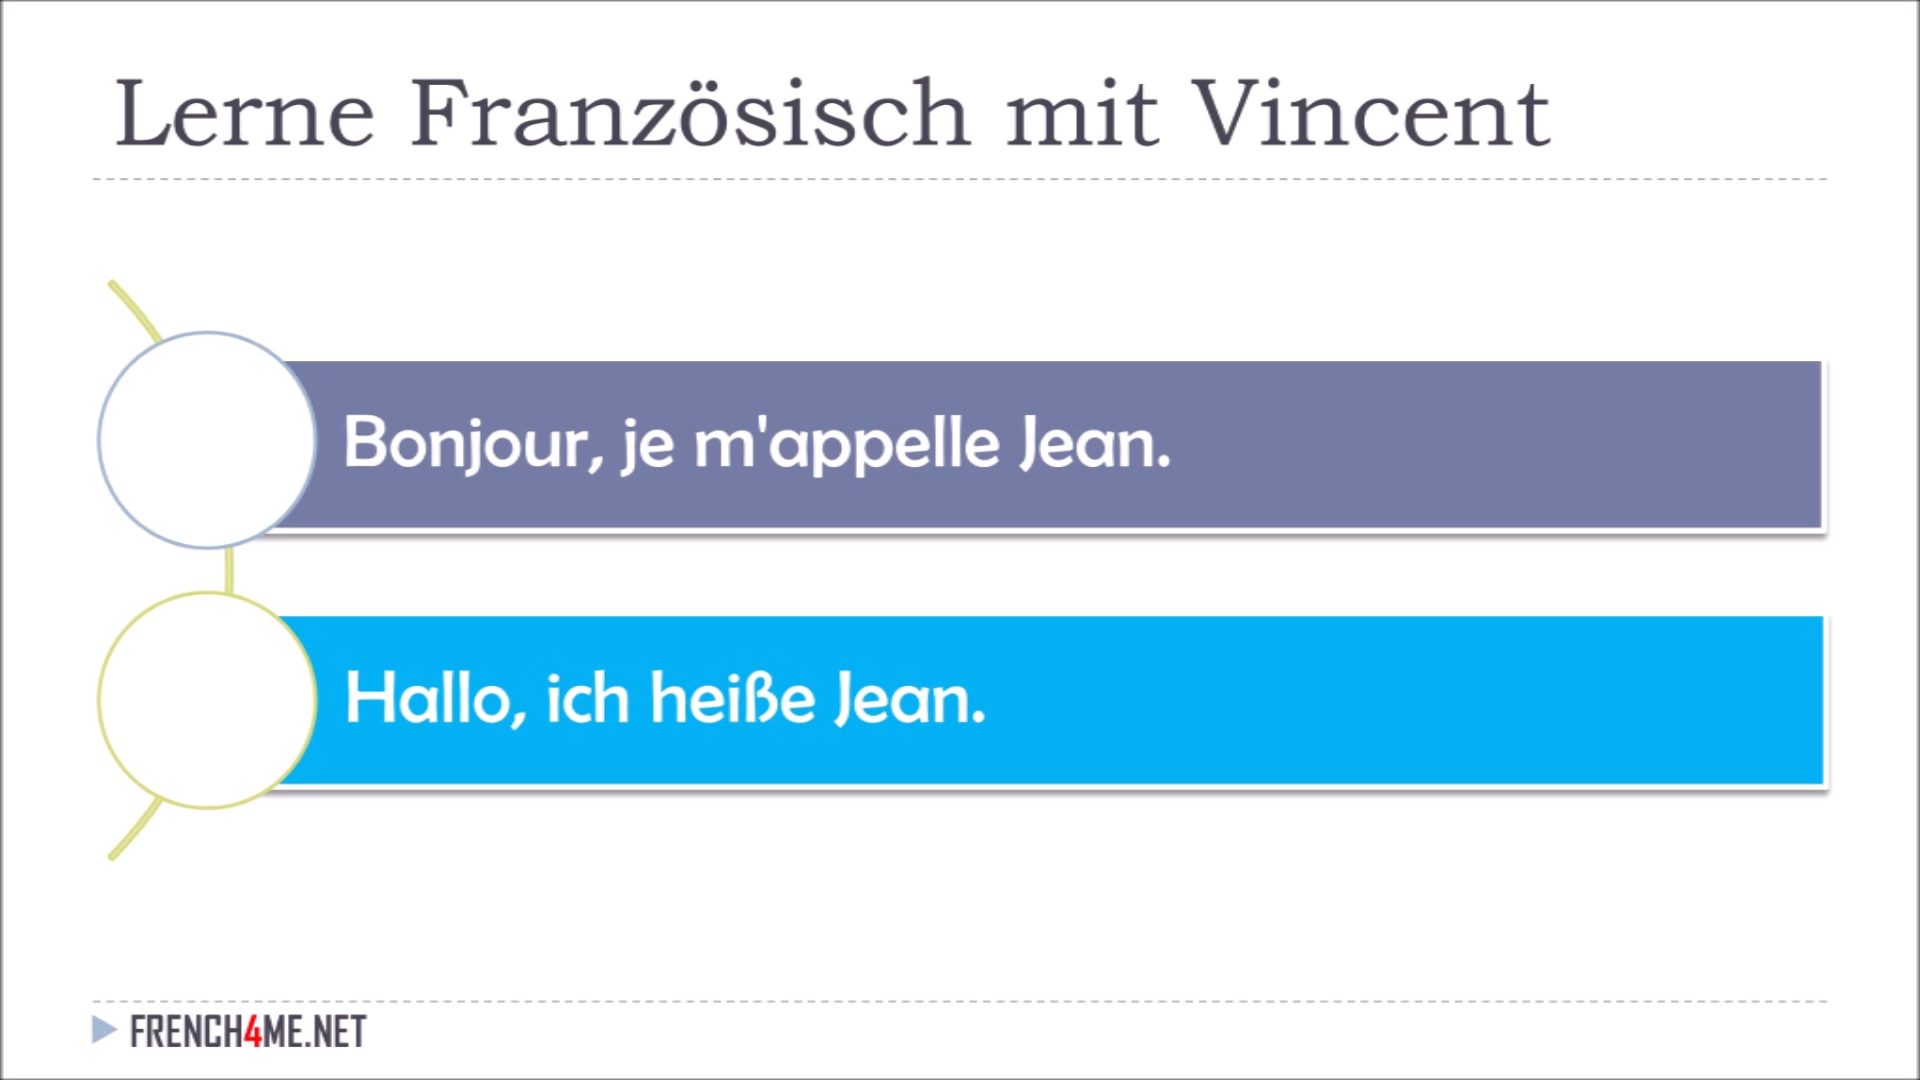 Lerne Französisch mit Vincent
Bonjour, je m'appelle Jean.
Hallo, ich heiße Jean.
FRENCH4ME.NET